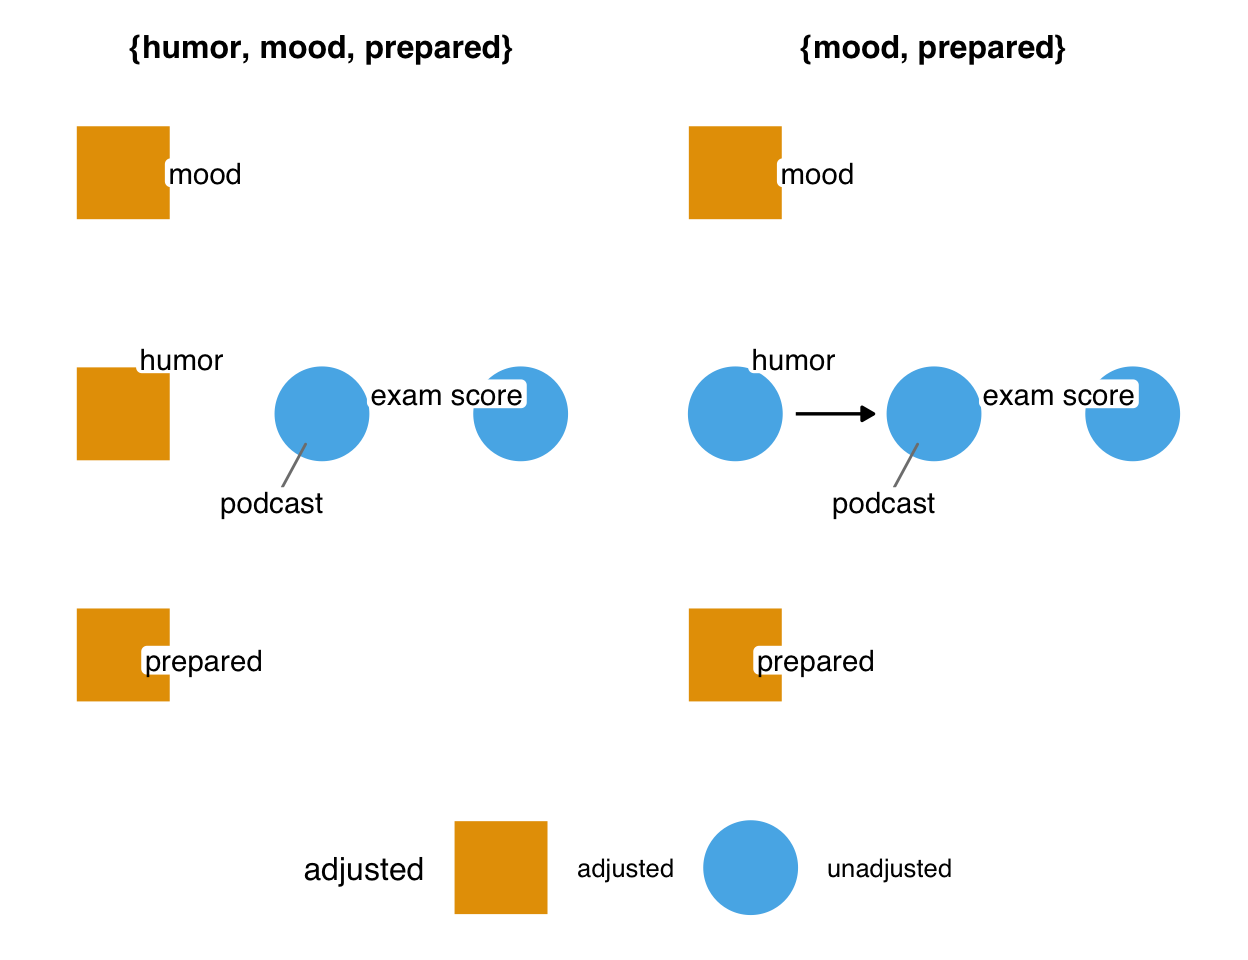 {humor, mood, prepared}
mood
humor
exam score
podcast
prepared
{mood, prepared}
mood
humor
exam score
podcast
prepared
adjusted
adjusted
unadjusted